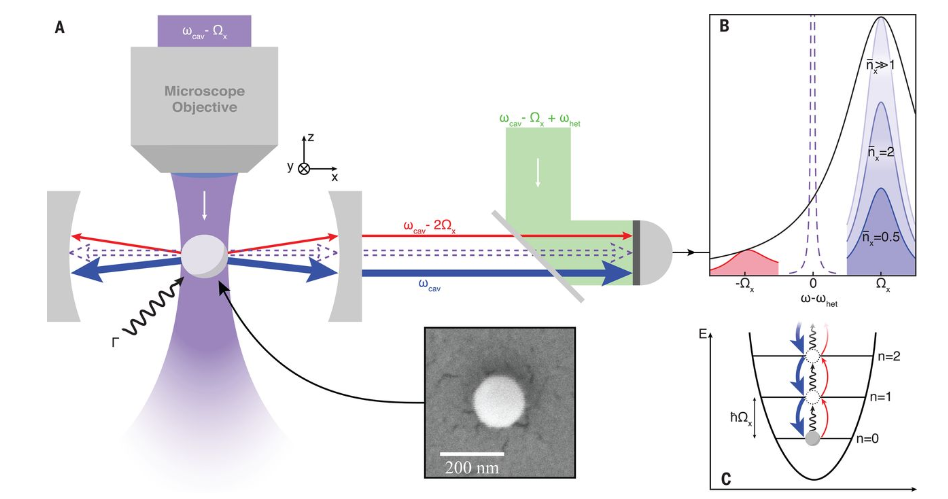 A
ω_cav - Ω_x
Microscope
Objective
z
y
x
ω_cav - Ω_x + ω_het
ω_cav - 2Ω_x
ω_cav
Γ
200 nm
B
n̄_x≫1
n̄_x=2
n̄_x=0.5
-Ω_x
0
Ω_x
ω-ω_het
E
n=2
n=1
ħΩ_x
n=0
C
x